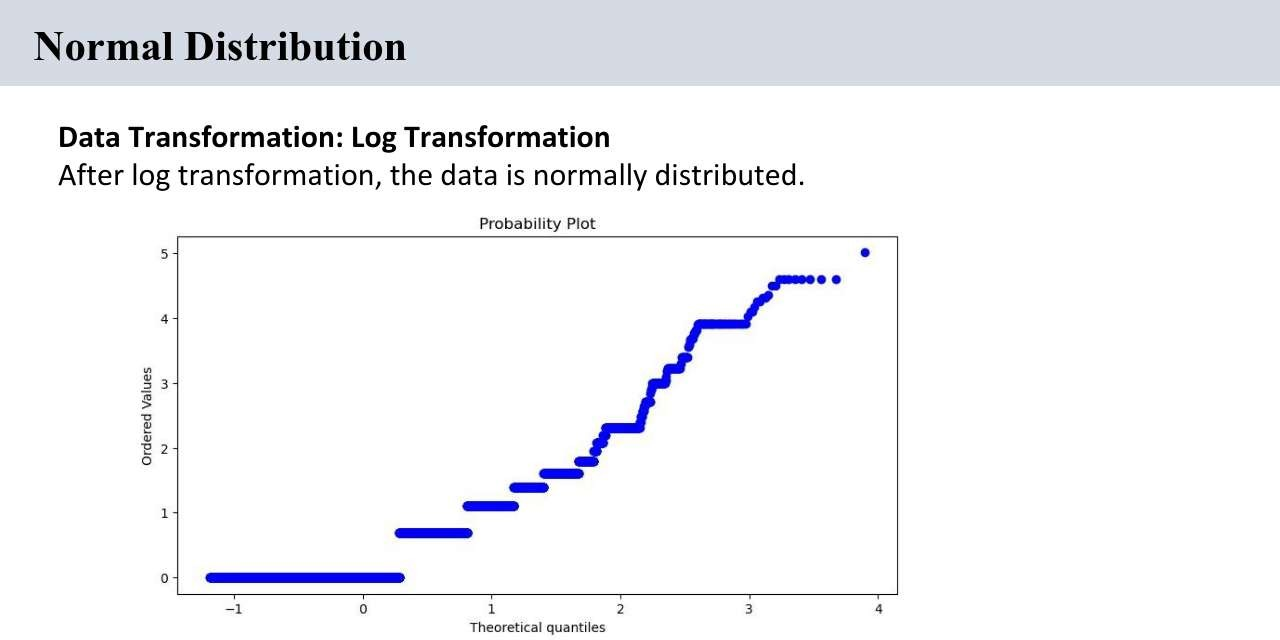 Normal Distribution
Data Transformation: Log Transformation
After log transformation, the data is normally distributed.
Probability Plot
Ordered Values
5
4
3
2
1
0
−1
0
1
2
3
4
Theoretical quantiles